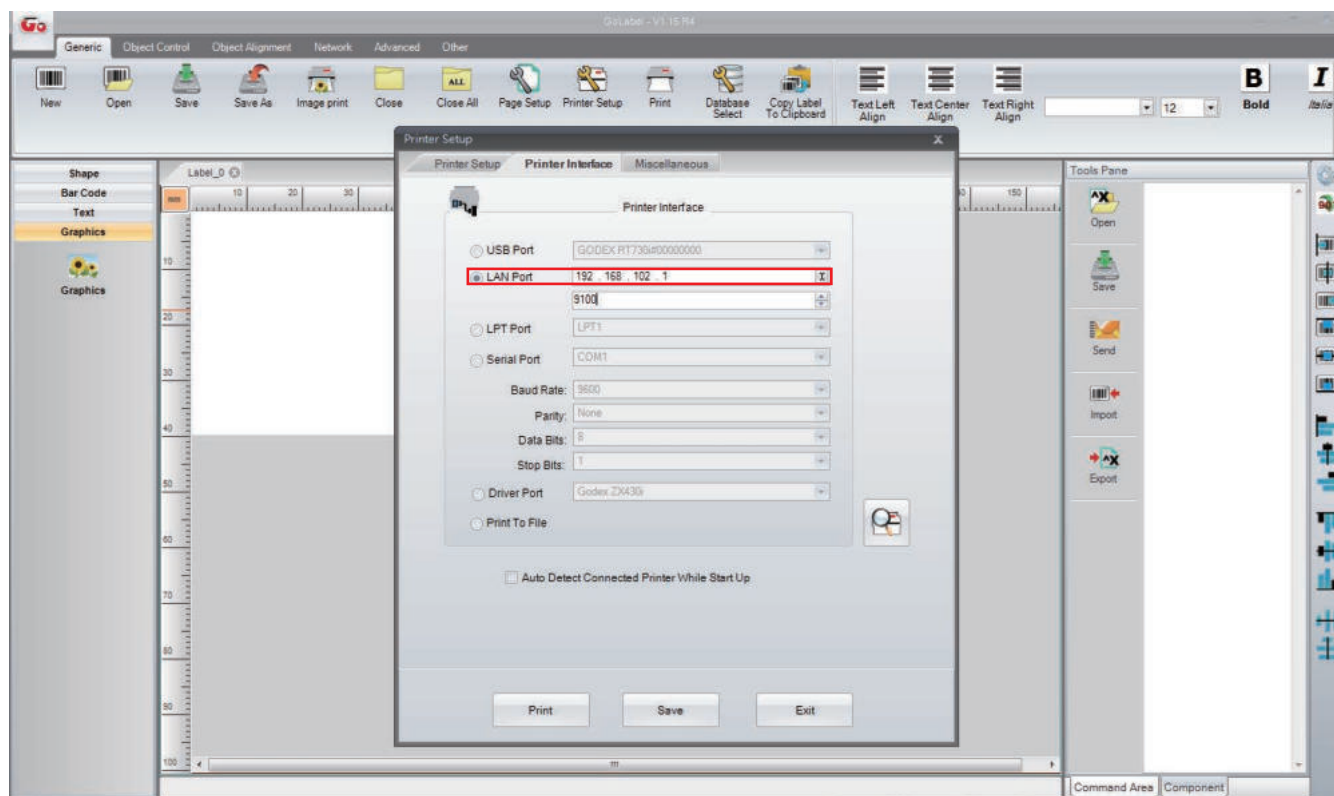 Go
GoLabel - V1.15 R4
Generic Object Control Object Alignment Network Advanced Other
New Open Save Save As Image print Close Close All Page Setup Printer Setup Print Database Select Copy Label To Clipboard Text Left Align Text Center Align Text Right Align 12 B Bold I Italic
ALL
Printer Setup X
Printer Setup Printer Interface Miscellaneous
Printer Interface
USB Port GODEX RT730i#00000000
LAN Port 192 . 168 . 102 . 1
9100
LPT Port LPT1
Serial Port COM1
Baud Rate: 9600
Parity: None
Data Bits: 8
Stop Bits: 1
Driver Port Godex ZX430i
Print To File
Auto Detect Connected Printer While Start Up
Print Save Exit
Shape
Bar Code
Text
Graphics
Graphics
Label_0
mm
10 20 30
150
10
20
30
40
50
60
70
80
90
100
Tools Pane
Open
Save
Send
Import
Export
Command Area Component